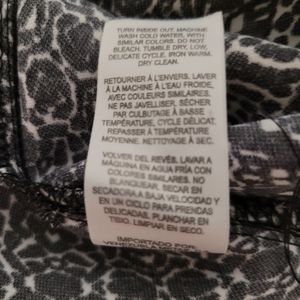 TURN INSIDE OUT. MACHINE
WASH COLD WATER, WITH
SIMILAR COLORS. DO NOT
BLEACH. TUMBLE DRY, LOW,
DELICATE CYCLE. IRON WARM.
DRY CLEAN.
RETOURNER À L'ENVERS. LAVER
À LA MACHINE À L'EAU FROIDE,
AVEC COULEURS SIMILAIRES.
NE PAS JAVELLISER, SÉCHER
PAR CULBUTAGE À BASSE
TEMPÉRATURE, CYCLE DÉLICAT.
REPASSER À TEMPÉRATURE
MOYENNE. NETTOYAGE À SEC.
VOLVER DEL REVÉS. LAVAR A
MÁQUINA EN AGUA FRÍA CON
COLORES SIMILARES. NO
BLANQUEAR. SECAR EN
SECADORA A BAJA VELOCIDAD Y
EN UN CICLO PARA PRENDAS
DELICADAS. PLANCHAR EN
TIBIO. LIMPIAR EN SECO.
IMPORTADO POR: